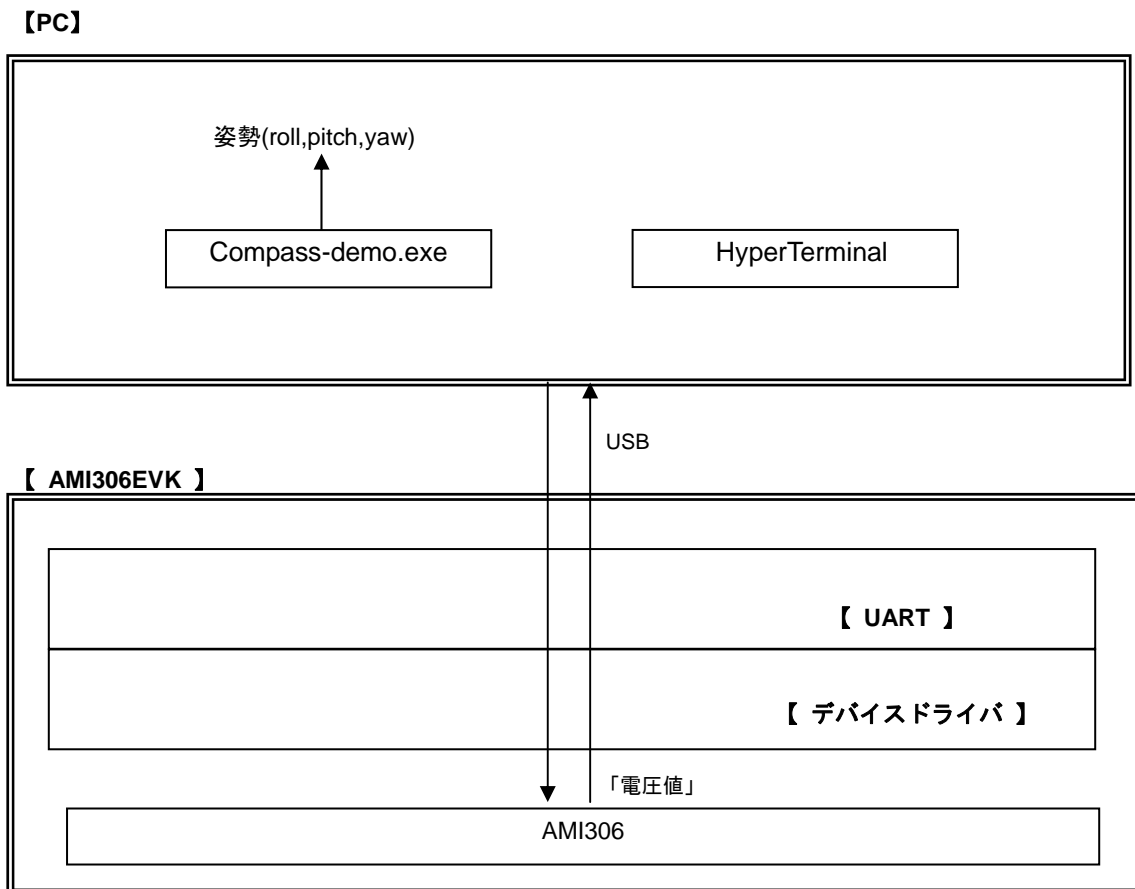 【PC】
姿勢(roll,pitch,yaw)
Compass-demo.exe
HyperTerminal
USB
【 AMI306EVK 】
【 UART 】
【 デバイスドライバ 】
「電圧値」
AMI306